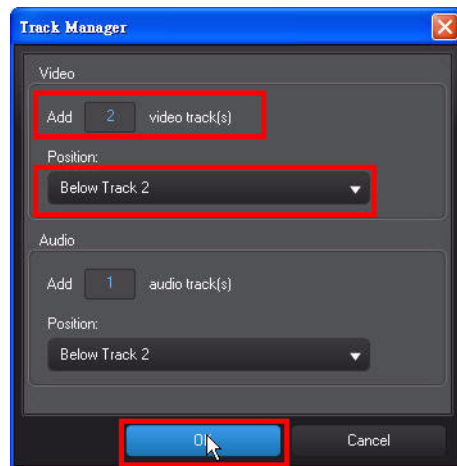 Track Manager
Video
Add 2 video track(s)
Position:
Below Track 2
Audio
Add 1 audio track(s)
Position:
Below Track 2
Cancel